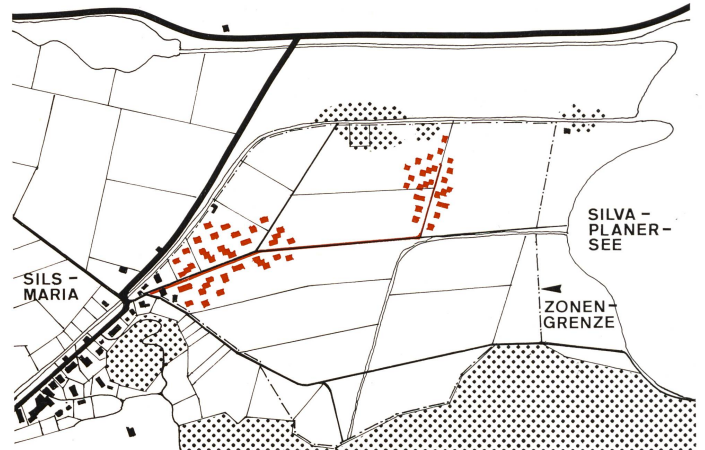 SILS –
MARIA
SILVA –
PLANER –
SEE
ZONEN –
GRENZE